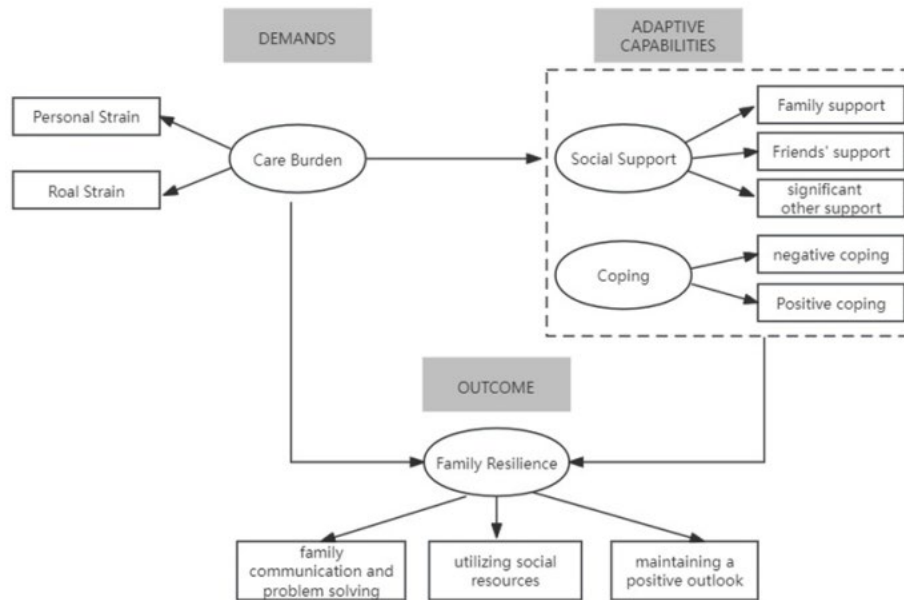 DEMANDS
ADAPTIVE
CAPABILITIES
Personal Strain
Roal Strain
Care Burden
Social Support
Family support
Friends' support
significant
other support
Coping
negative coping
Positive coping
OUTCOME
Family Resilience
family
communication and
problem solving
utilizing social
resources
maintaining a
positive outlook